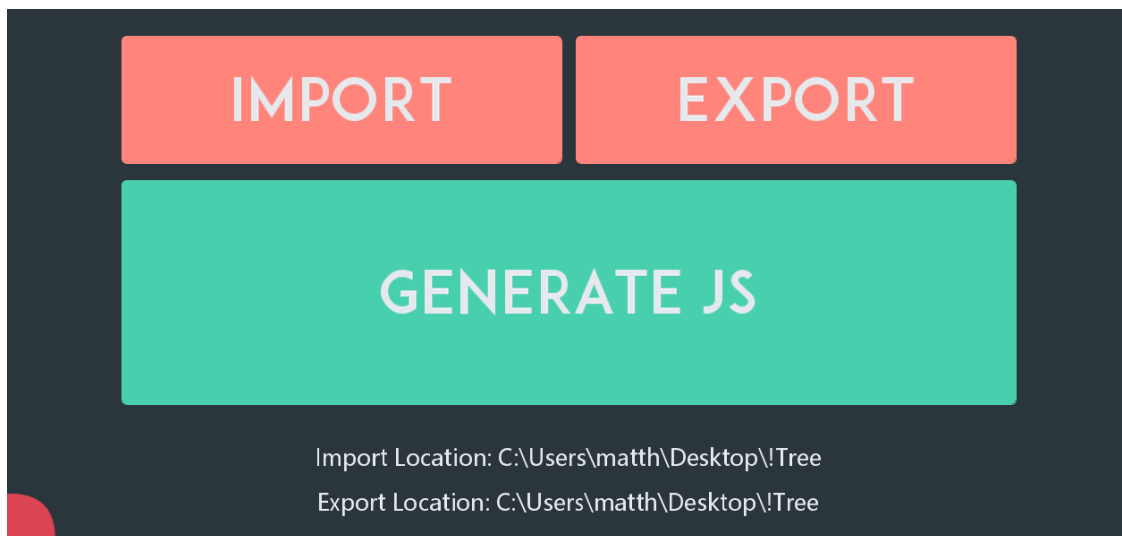 IMPORT EXPORT
GENERATE JS
Import Location: C:\Users\matth\Desktop\!Tree
Export Location: C:\Users\matth\Desktop\!Tree